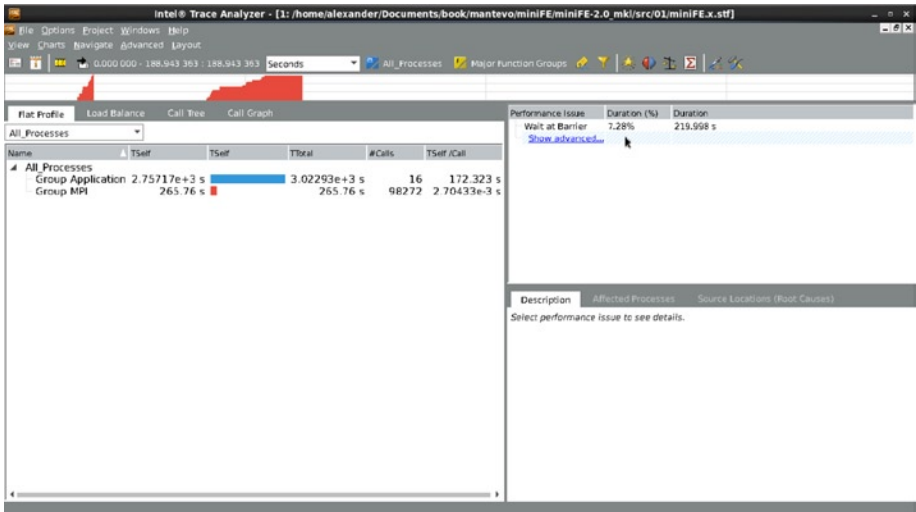 Intel® Trace Analyzer - [1: /home/alexander/Documents/book/mantevo/miniFE/miniFE-2.0_mkl/src/01/miniFE.x.stf]
File Options Project Windows Help
View Charts Navigate Advanced Layout
0.000 000 - 188.943 363 : 188.943 363 Seconds All_Processes Major Function Groups
Flat Profile Load Balance Call Tree Call Graph
All_Processes
Name TSelf TSelf TTotal #Calls TSelf /Call
All_Processes
Group Application 2.75717e+3 s 3.02293e+3 s 16 172.323 s
Group MPI 265.76 s 265.76 s 98272 2.70433e-3 s
Performance Issue Duration (%) Duration
Wait at Barrier 7.28% 219.998 s
Show advanced...
Description Affected Processes Source Locations (Root Causes)
Select performance issue to see details.